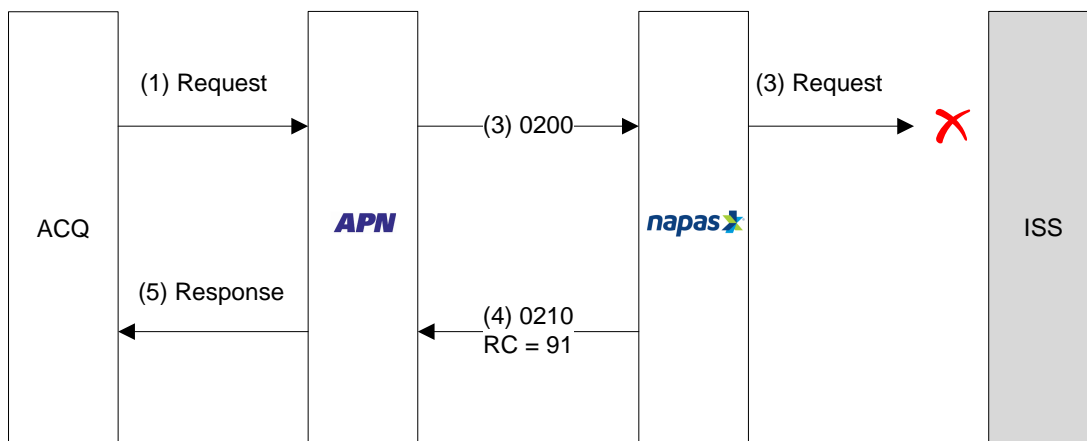 (1) Request
(3) Request
(3) 0200
ACQ
APN
napas
ISS
(5) Response
(4) 0210
RC = 91